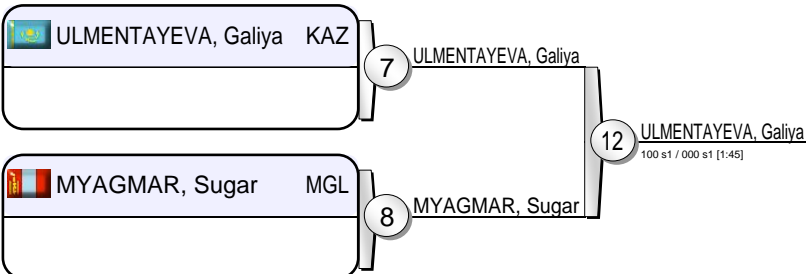 ULMENTAYEVA, Galiya KAZ
7
ULMENTAYEVA, Galiya
12
ULMENTAYEVA, Galiya
100 s1 / 000 s1 [1:45]
MYAGMAR, Sugar MGL
8
MYAGMAR, Sugar